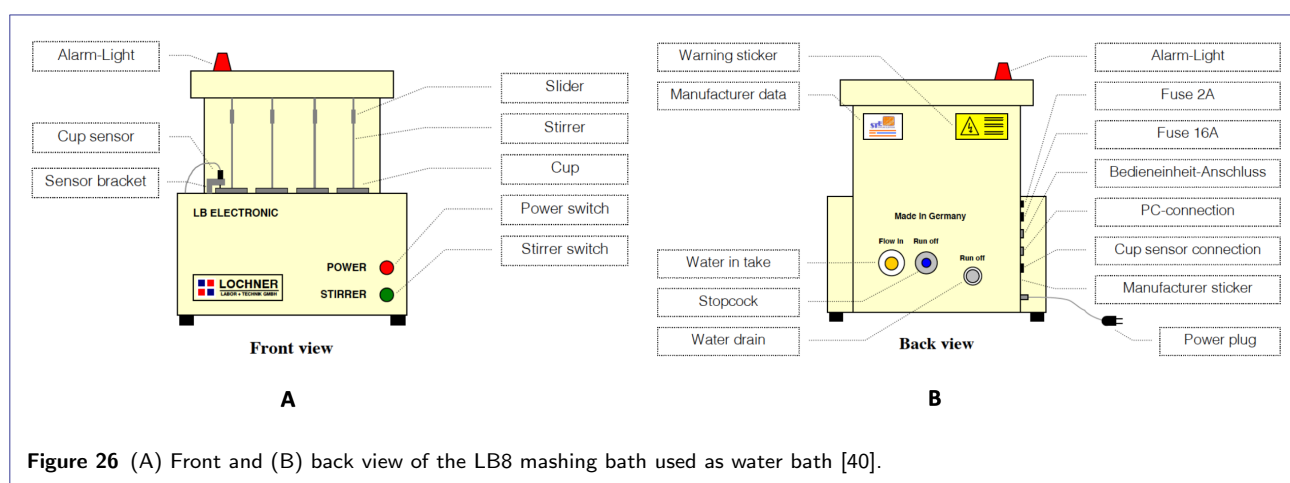 Alarm-Light
Cup sensor
Sensor bracket
Slider
Stirrer
Cup
Power switch
Stirrer switch
LB ELECTRONIC
POWER
STIRRER
LOCHNER
LABOR + TECHNIK GMBH
Front view
A
Warning sticker
Manufacturer data
Water in take
Stopcock
Water drain
Made In Germany
Flow In
Run off
Run off
Alarm-Light
Fuse 2A
Fuse 16A
Bedieneinheit-Anschluss
PC-connection
Cup sensor connection
Manufacturer sticker
Power plug
Back view
B
Figure 26 (A) Front and (B) back view of the LB8 mashing bath used as water bath [40].